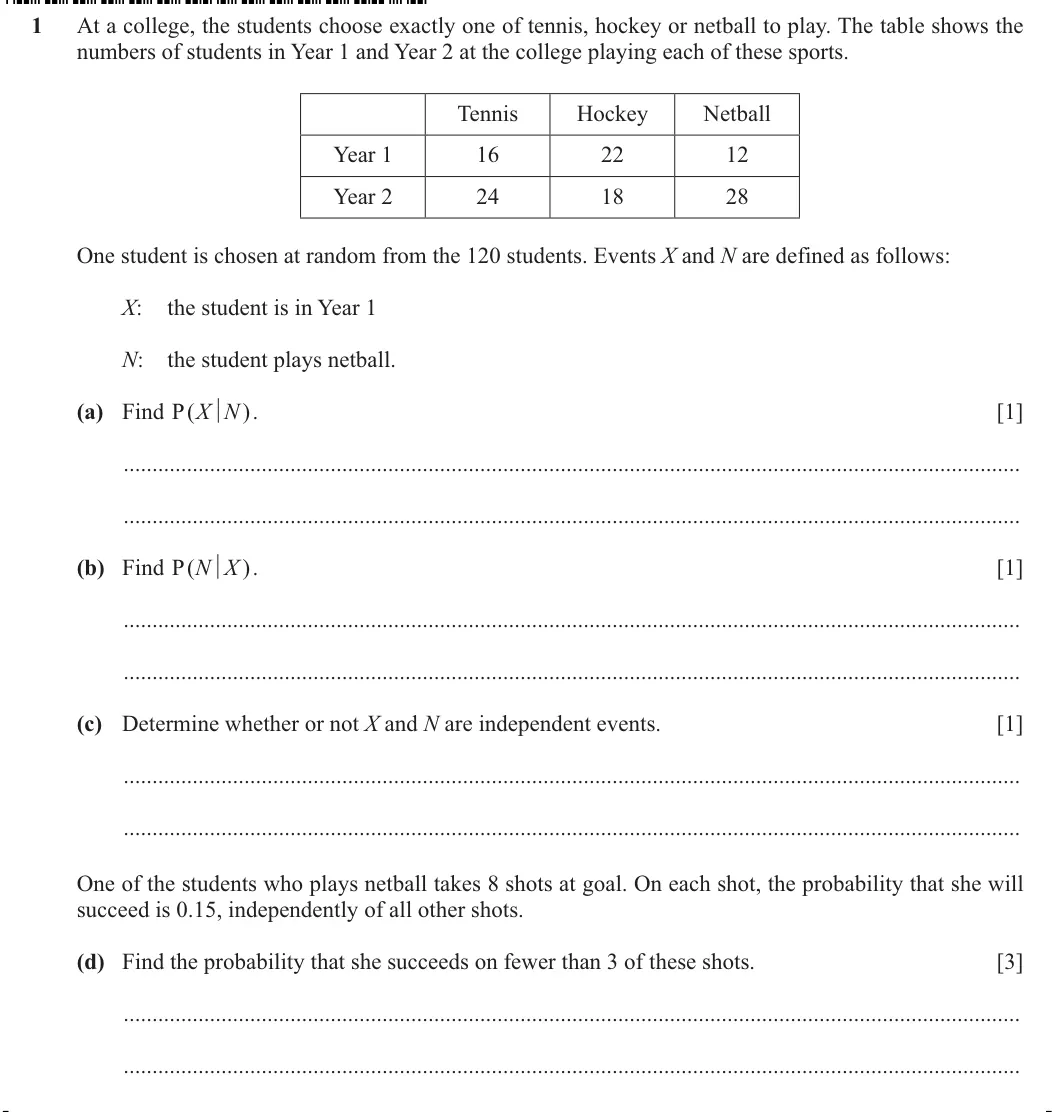 1 At a college, the students choose exactly one of tennis, hockey or netball to play. The table shows the
numbers of students in Year 1 and Year 2 at the college playing each of these sports.
Tennis Hockey Netball
Year 1 16 22 12
Year 2 24 18 28
One student is chosen at random from the 120 students. Events X and N are defined as follows:
X: the student is in Year 1
N: the student plays netball.
(a) Find P(X|N). [1]
(b) Find P(N|X). [1]
(c) Determine whether or not X and N are independent events. [1]
One of the students who plays netball takes 8 shots at goal. On each shot, the probability that she will
succeed is 0.15, independently of all other shots.
(d) Find the probability that she succeeds on fewer than 3 of these shots. [3]